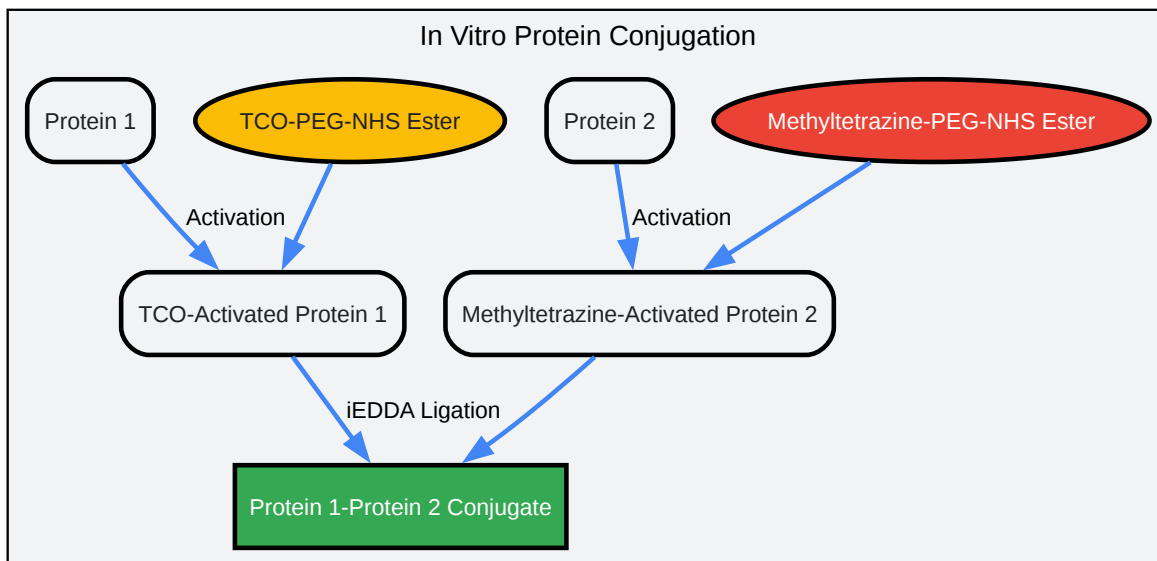 In Vitro Protein Conjugation
Protein 1
TCO-PEG-NHS Ester
Protein 2
Methyltetrazine-PEG-NHS Ester
Activation
Activation
TCO-Activated Protein 1
Methyltetrazine-Activated Protein 2
iEDDA Ligation
Protein 1-Protein 2 Conjugate